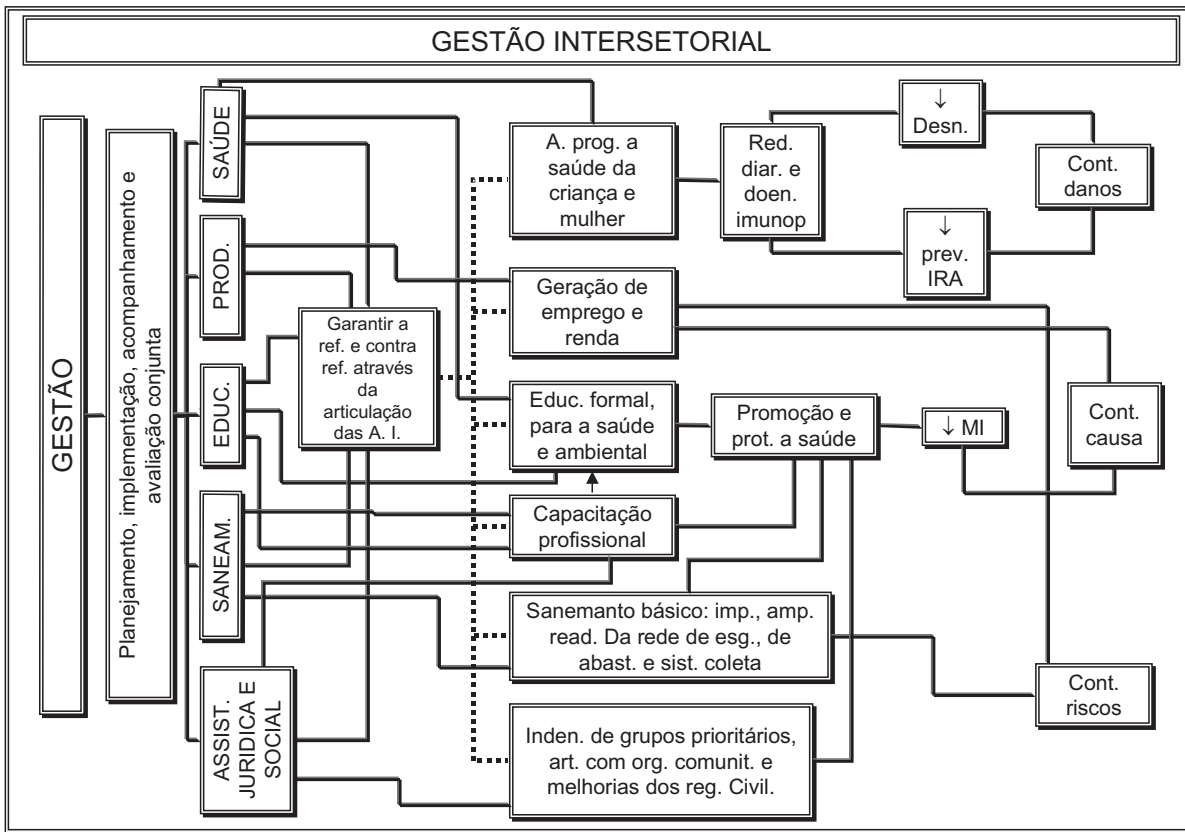 GESTÃO INTERSETORIAL
GESTÃO
Planejamento, implementação, acompanhamento e
avaliação conjunta
SAÚDE
PROD.
EDUC.
SANEAM.
ASSIST.
JURIDICA E
SOCIAL
Garantir a
ref. e contra
ref. através
da
articulação
das A. I.
A. prog. a
saúde da
criança e
mulher
Red.
diar. e
doen.
imunop
↓
Desn.
↓
prev.
IRA
Cont.
danos
Geração de
emprego e
renda
Educ. formal,
para a saúde
e ambiental
Promoção e
prot. a saúde
↓ MI
Cont.
causa
Capacitação
profissional
Sanemanto básico: imp., amp.
read. Da rede de esg., de
abast. e sist. coleta
Cont.
riscos
Inden. de grupos prioritários,
art. com org. comunit. e
melhorias dos reg. Civil.